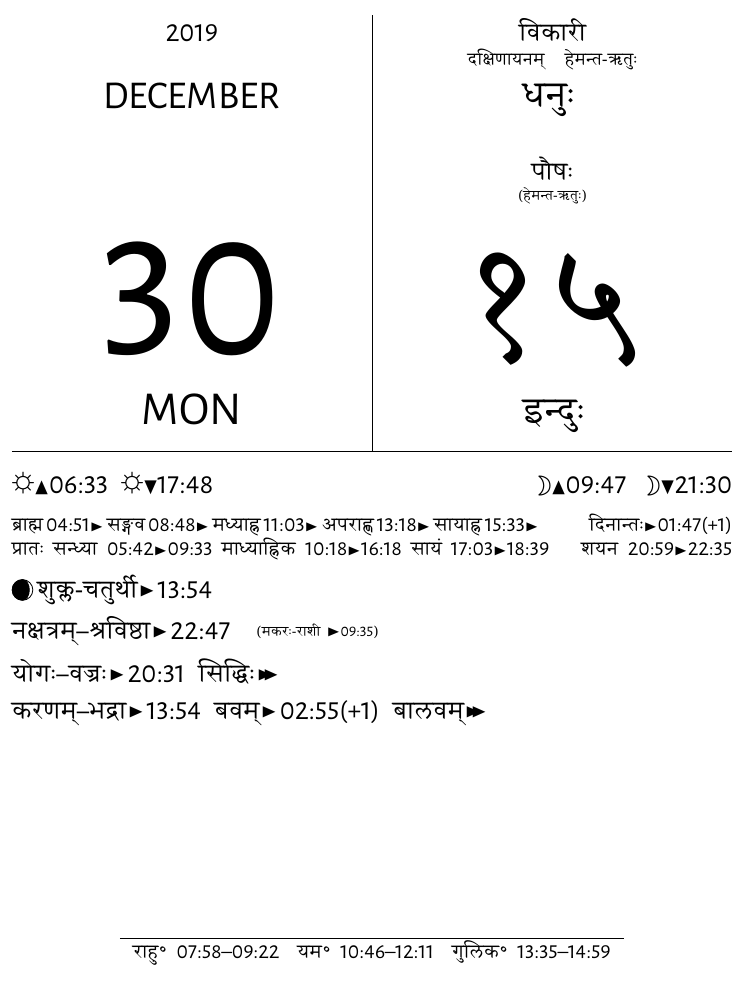 2019
DECEMBER
30
MON
विकारी
दक्षिणायनम् हेमन्त-ऋतुः
धनुः
पौषः
(हेमन्त-ऋतुः)
१५
इन्दुः
☼▲06:33 ☼▼17:48 ☽▲09:47 ☽▼21:30
ब्राह्म 04:51► सङ्गव 08:48► मध्याह्न 11:03► अपराह्ण 13:18► सायाह्न 15:33► दिनान्तः►01:47(+1)
प्रातः सन्ध्या 05:42►09:33 माध्याह्निक 10:18►16:18 सायं 17:03►18:39 शयन 20:59►22:35
शुक्ल-चतुर्थी►13:54
नक्षत्रम्–श्रविष्ठा►22:47 (मकरः-राशी ►09:35)
योगः–वज्रः►20:31 सिद्धिः►►
करणम्–भद्रा►13:54 बवम्►02:55(+1) बालवम्►►
राहु° 07:58–09:22 यम° 10:46–12:11 गुलिक° 13:35–14:59